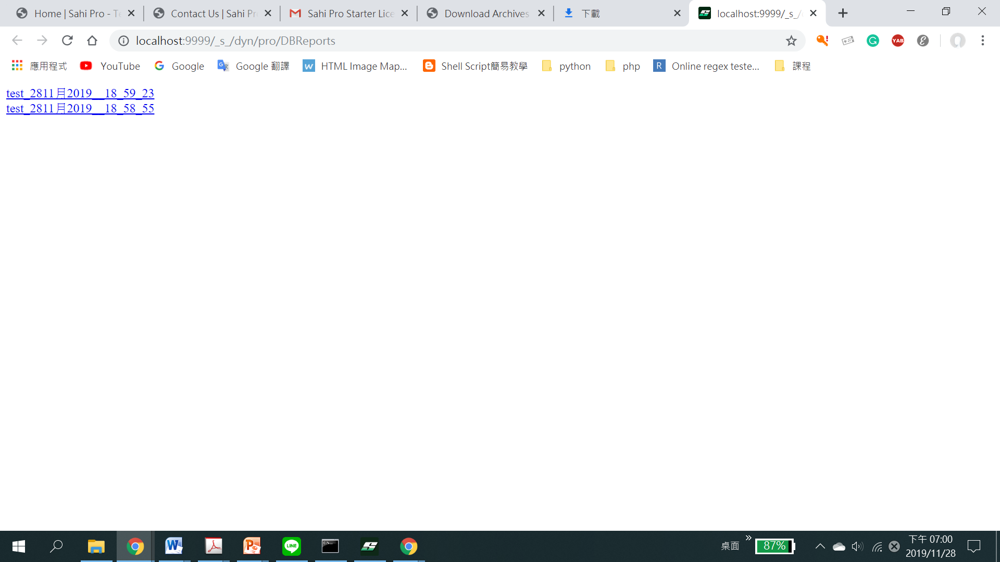 Home | Sahi Pro - Te
Contact Us | Sahi Pr
Sahi Pro Starter Lice
Download Archives
下載
localhost:9999/_s_/
localhost:9999/_s_/dyn/pro/DBReports
YAB
應用程式
YouTube
Google
Google 翻譯
HTML Image Map...
Shell Script簡易教學
python
php
R
Online regex teste...
課程
test_2811月2019__18_59_23
test_2811月2019__18_58_55
LINE
桌面
87%
下午 07:00
2019/11/28